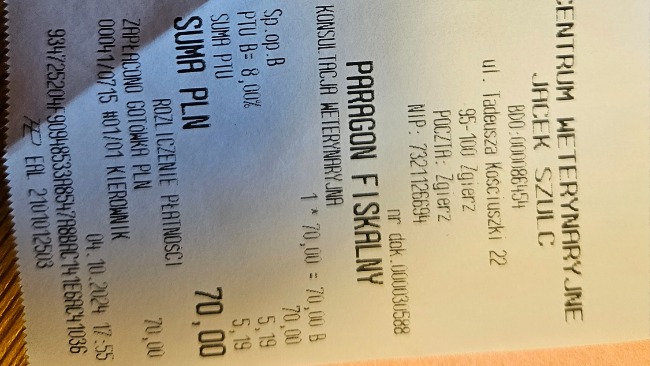 CENTRUM WETERYNARYJNE
JACEK SZULC
BDO:000086454
ul. Tadeusza Kościuszki 22
95-100 Zgierz
POCZTA: Zgierz
NIP: 7321126694
nr dok.000030588
PARAGON FISKALNY
KONSULTACJA WETERYNARYJNA
1 * 70,00 = 70,00 B
Sp.op.B 70,00
PTU B= 8,00% 5,19
SUMA PTU 5,19
SUMA PLN 70,00
ROZLICZENIE PŁATNOŚCI
ZAPŁACONO GOTÓWKA PLN 70,00
00041/0715 #01/01 KIEROWNIK 04.10.2024 17:55
EAL 2101012503